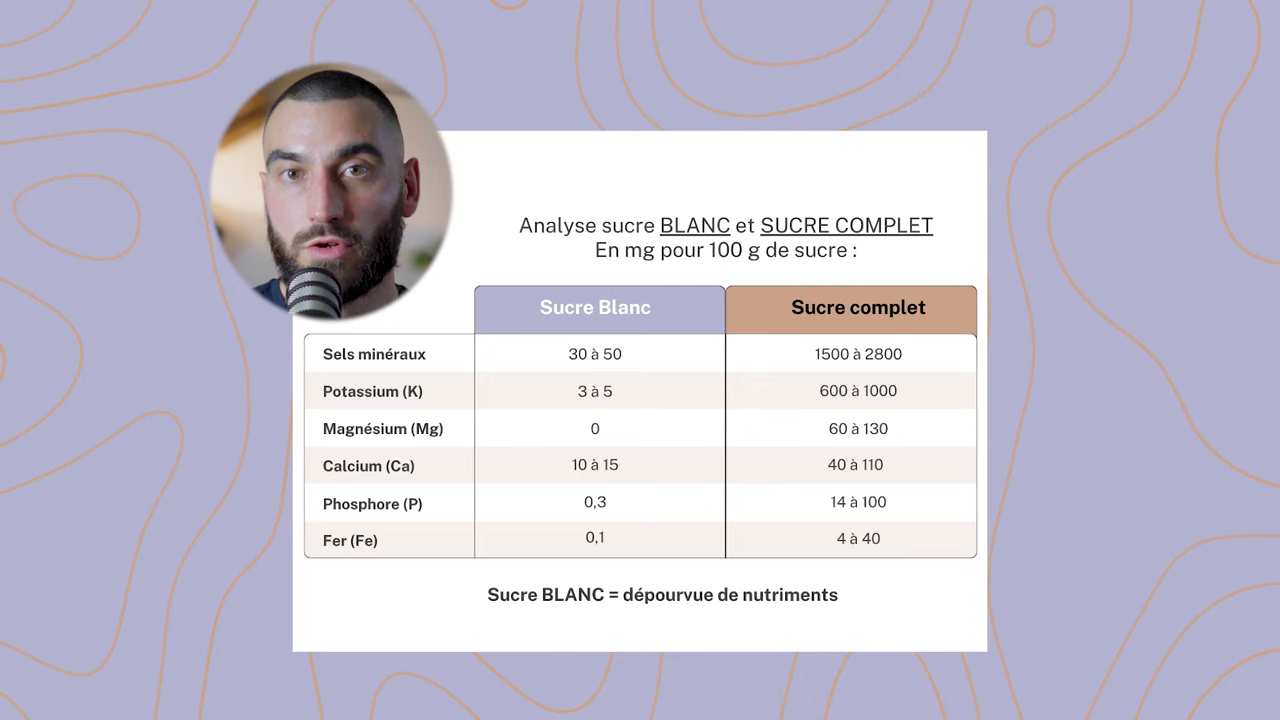 Analyse sucre BLANC et SUCRE COMPLET
En mg pour 100 g de sucre :
Sucre Blanc Sucre complet
Sels minéraux 30 à 50 1500 à 2800
Potassium (K) 3 à 5 600 à 1000
Magnésium (Mg) 0 60 à 130
Calcium (Ca) 10 à 15 40 à 110
Phosphore (P) 0,3 14 à 100
Fer (Fe) 0,1 4 à 40
Sucre BLANC = dépourvue de nutriments